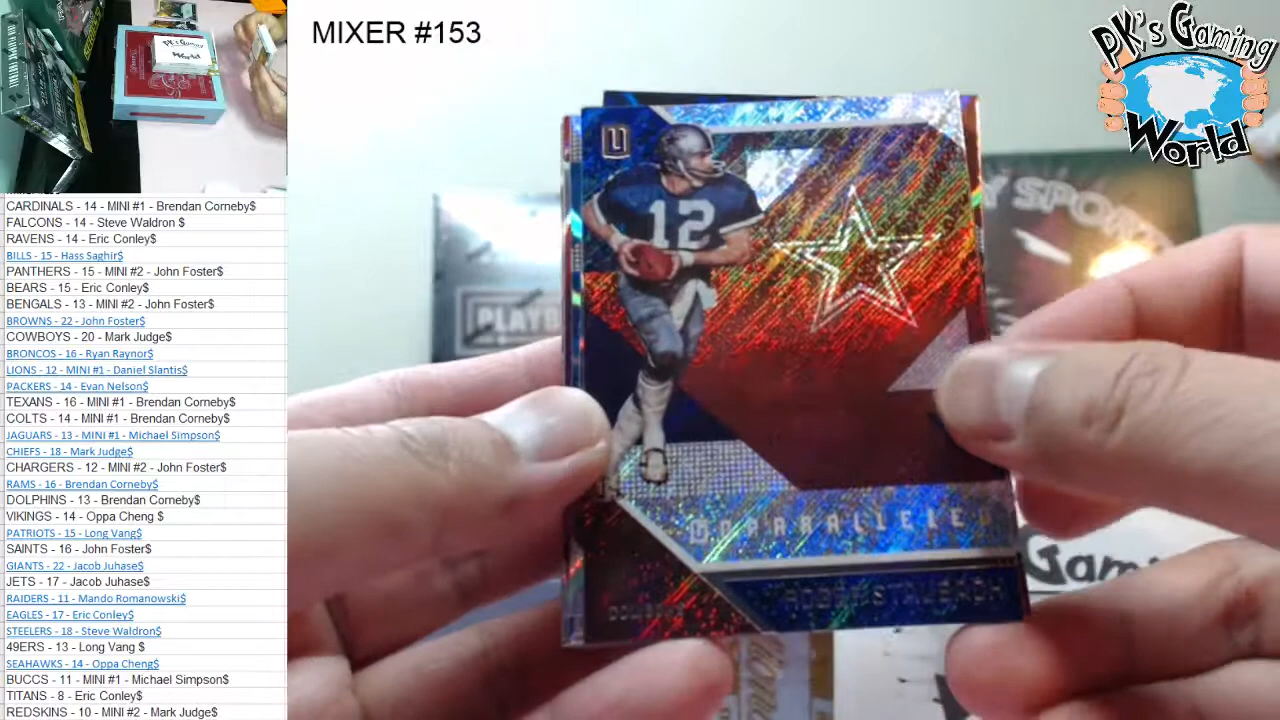 MIXER #153
PK's Gaming
World
CARDINALS - 14 - MINI #1 - Brendan Corneby$
FALCONS - 14 - Steve Waldron $
RAVENS - 14 - Eric Conley$
BILLS - 15 - Hass Saghir$
PANTHERS - 15 - MINI #2 - John Foster$
BEARS - 15 - Eric Conley$
BENGALS - 13 - MINI #2 - John Foster$
BROWNS - 22 - John Foster$
COWBOYS - 20 - Mark Judge$
BRONCOS - 16 - Ryan Raynor$
LIONS - 12 - MINI #1 - Daniel Slantis$
PACKERS - 14 - Evan Nelson$
TEXANS - 16 - MINI #1 - Brendan Corneby$
COLTS - 14 - MINI #1 - Brendan Corneby$
JAGUARS - 13 - MINI #1 - Michael Simpson$
CHIEFS - 18 - Mark Judge$
CHARGERS - 12 - MINI #2 - John Foster$
RAMS - 16 - Brendan Corneby$
DOLPHINS - 13 - Brendan Corneby$
VIKINGS - 14 - Oppa Cheng $
PATRIOTS - 15 - Long Vang$
SAINTS - 16 - John Foster$
GIANTS - 22 - Jacob Juhase$
JETS - 17 - Jacob Juhase$
RAIDERS - 11 - Mando Romanowski$
EAGLES - 17 - Eric Conley$
STEELERS - 18 - Steve Waldron$
49ERS - 13 - Long Vang $
SEAHAWKS - 14 - Oppa Cheng$
BUCCS - 11 - MINI #1 - Michael Simpson$
TITANS - 8 - Eric Conley$
REDSKINS - 10 - MINI #2 - Mark Judge$
U
12
UNPARALLELED
ROGER STAUBACH
COWBOYS